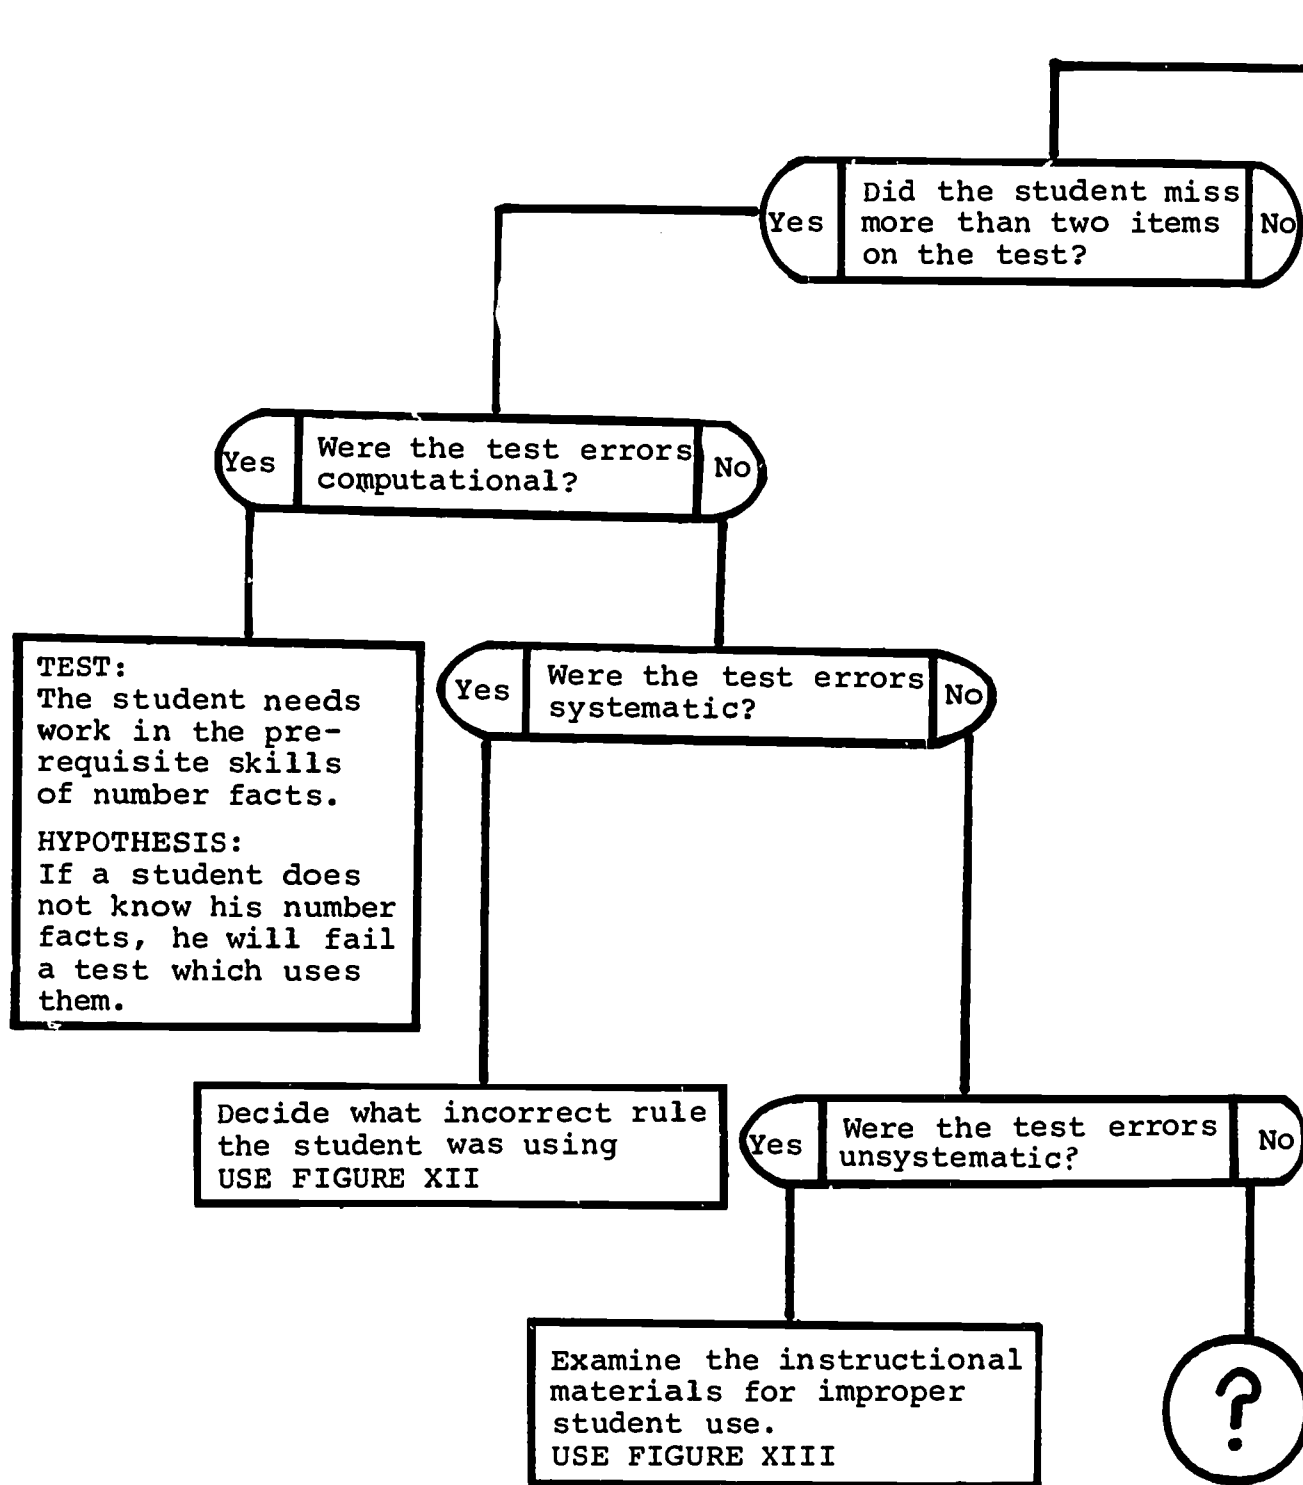 Did the student miss
Yes more than two items No
on the test?
Were the test errors
Yes computational? No
TEST:
The student needs
work in the pre-
requisite skills
of number facts.
HYPOTHESIS:
If a student does
not know his number
facts, he will fail
a test which uses
them.
Were the test errors
Yes systematic? No
Decide what incorrect rule
the student was using
USE FIGURE XII
Were the test errors
Yes unsystematic? No
Examine the instructional
materials for improper
student use.
USE FIGURE XIII
?